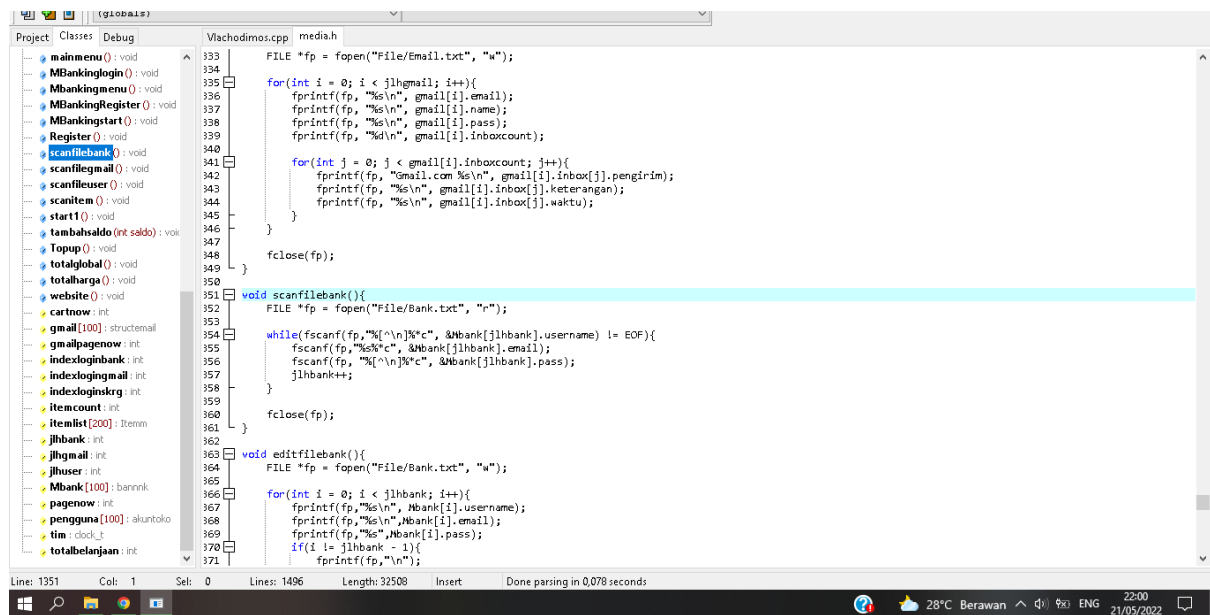 (globals)
Project Classes Debug
Vlachodimos.cpp media.h
mainmenu () : void
MBankinglogin () : void
Mbankingmenu () : void
MBankingRegister () : void
MBankingstart () : void
Register () : void
scanfilebank () : void
scanfilegmail () : void
scanfileuser () : void
scanitem () : void
start1 () : void
tambahsaldo (int saldo) : voic
Topup () : void
totalglobal () : void
totalharga () : void
website () : void
cartnow : int
gmail [100] : structemail
gmailpagenow : int
indexloginbank : int
indexlogingmail : int
indexloginskrg : int
itemcount : int
itemlist [200] : Itemm
jlhbank : int
jlhgmail : int
jlhuser : int
Mbank [100] : bannnk
pagenow : int
pengguna [100] : akuntoko
tim : clock_t
totalbelanjaan : int
333 FILE *fp = fopen("File/Email.txt", "w");
334
335 for(int i = 0; i < jlhgmail; i++){
336 fprintf(fp, "%s\n", gmail[i].email);
337 fprintf(fp, "%s\n", gmail[i].name);
338 fprintf(fp, "%s\n", gmail[i].pass);
339 fprintf(fp, "%d\n", gmail[i].inboxcount);
340
341 for(int j = 0; j < gmail[i].inboxcount; j++){
342 fprintf(fp, "Gmail.com %s\n", gmail[i].inbox[j].pengirim);
343 fprintf(fp, "%s\n", gmail[i].inbox[j].keterangan);
344 fprintf(fp, "%s\n", gmail[i].inbox[j].waktu);
345 }
346 }
347
348 fclose(fp);
349 }
350
351 void scanfilebank(){
352 FILE *fp = fopen("File/Bank.txt", "r");
353
354 while(fscanf(fp,"%[^\n]%*c", &Mbank[jlhbank].username) != EOF){
355 fscanf(fp,"%s%*c", &Mbank[jlhbank].email);
356 fscanf(fp, "%[^\n]%*c", &Mbank[jlhbank].pass);
357 jlhbank++;
358 }
359
360 fclose(fp);
361 }
362
363 void editfilebank(){
364 FILE *fp = fopen("File/Bank.txt", "w");
365
366 for(int i = 0; i < jlhbank; i++){
367 fprintf(fp,"%s\n", Mbank[i].username);
368 fprintf(fp,"%s\n",Mbank[i].email);
369 fprintf(fp,"%s",Mbank[i].pass);
370 if(i != jlhbank - 1){
371 fprintf(fp,"\n");
Line: 1351 Col: 1 Sel: 0 Lines: 1496 Length: 32508 Insert Done parsing in 0,078 seconds
28°C Berawan ENG 22:00
21/05/2022